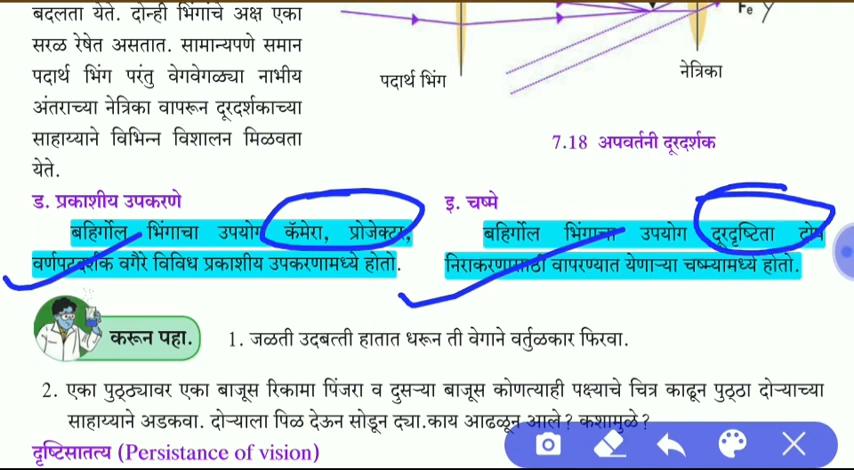 बदलता येते. दोन्ही भिंगांचे अक्ष एका
सरळ रेषेत असतात. सामान्यपणे समान
पदार्थ भिंग परंतु वेगवेगळ्या नाभीय
अंतराच्या नेत्रिका वापरून दूरदर्शकाच्या
साहाय्याने विभिन्न विशालन मिळवता
येते.
Fe
पदार्थ भिंग
नेत्रिका
7.18 अपवर्तनी दूरदर्शक
ड. प्रकाशीय उपकरणे
बहिर्गोल भिंगाचा उपयोग कॅमेरा, प्रोजेक्टर,
वर्णपटदर्शक वगैरे विविध प्रकाशीय उपकरणामध्ये होतो.
इ. चष्मे
बहिर्गोल भिंगाचा उपयोग दूरदृष्टिता दोष
निराकरणासाठी वापरण्यात येणाऱ्या चष्म्यामध्ये होतो.
करून पहा.
1. जळती उदबत्ती हातात धरून ती वेगाने वर्तुळकार फिरवा.
2. एका पुठ्ठ्यावर एका बाजूस रिकामा पिंजरा व दुसऱ्या बाजूस कोणत्याही पक्ष्याचे चित्र काढून पुठ्ठा दोऱ्याच्या
साहाय्याने अडकवा. दोऱ्याला पिळ देऊन सोडून द्या.काय आढळून आले? कशामुळे?
दृष्टिसातत्य (Persistance of vision)